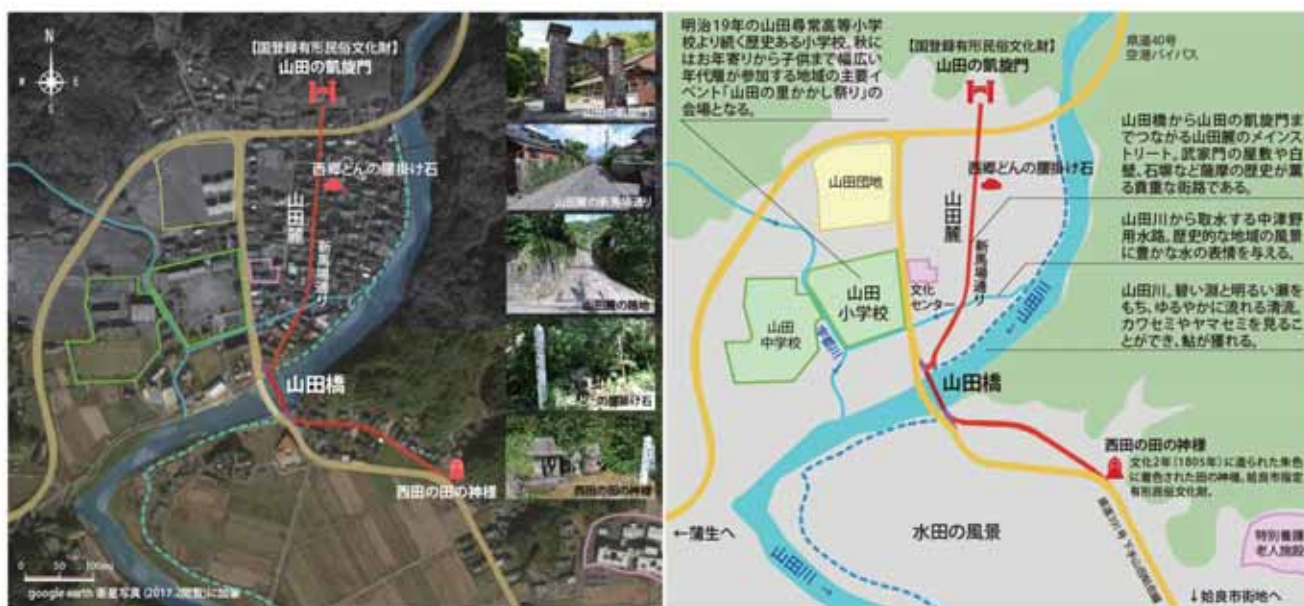 N
【国登録有形民俗文化財】
山田の凱旋門
西郷どんの腰掛け石
山田麓
新馬場通り
山田麓の新馬場通り
山田麓の路地
の腰掛け石
山田橋
西田の田の神様
西田の田の神様
0 50 100m
google earth 衛星写真 (2017.2閲覧)に加筆
明治19年の山田尋常高等小学
校より続く歴史ある小学校。秋に
はお年寄りから子供まで幅広い
年代層が参加する地域の主要イ
ベント「山田の里かかし祭り」の
会場となる。
【国登録有形民俗文化財】
山田の凱旋門
県道40号
空港バイパス
山田橋から山田の凱旋門ま
でつながる山田麓のメインス
トリート。武家門の屋敷や白
壁、石塀など薩摩の歴史が薫
る貴重な街路である。
西郷どんの腰掛け石
山田団地
山田麓
新馬場通り
山田川から取水する中津野
用水路。歴史的な地域の風景
に豊かな水の表情を与える。
山田
小学校
文化
センター
山田
中学校
←山田川
山田川。碧い淵と明るい瀬を
もち、ゆるやかに流れる清流。
カワセミやヤマセミを見るこ
とができ、鮎が獲れる。
山田橋
西田の田の神様
文化2年(1805年)に造られた朱色
に着色された田の神様。姶良市指定
有形民俗文化財。
←蒲生へ
水田の風景
山田川
→
特別養護
老人施設
↓姶良市街地へ